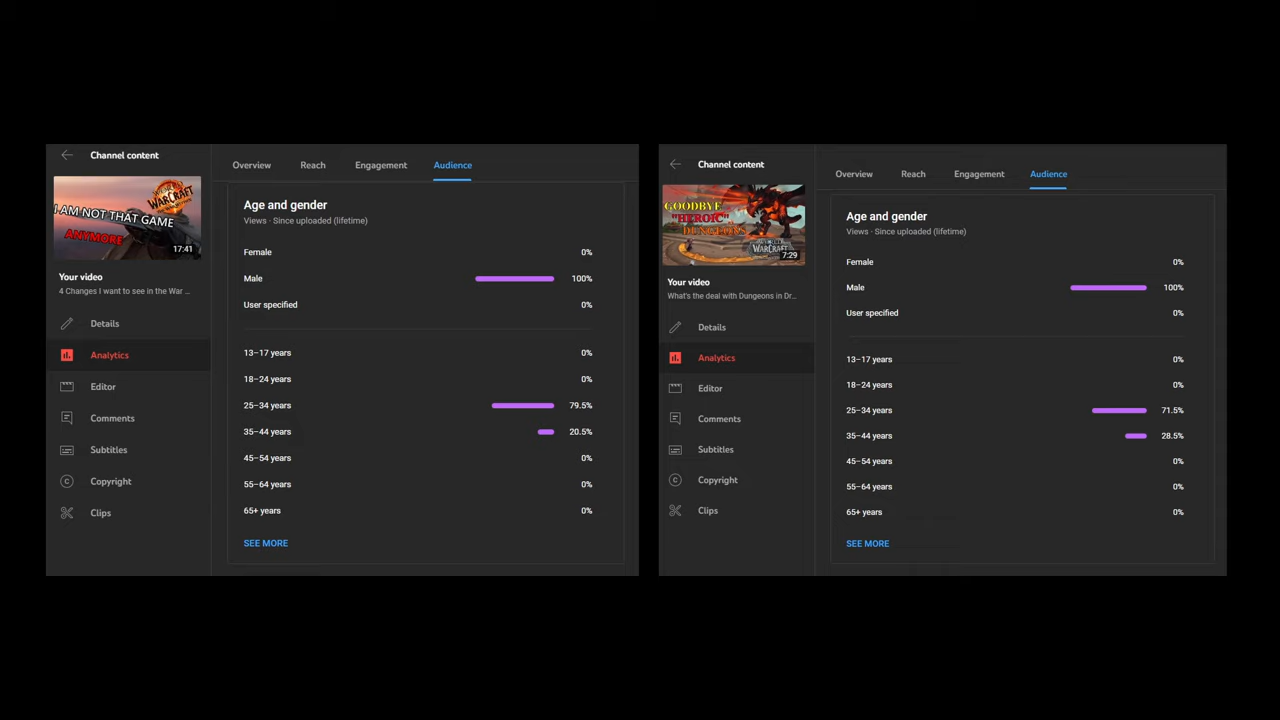 Channel content
I AM NOT THAT GAME
ANYMORE
WARCRAFT
17:41
Your video
4 Changes I want to see in the War ...
Details
Analytics
Editor
Comments
Subtitles
Copyright
Clips
Overview Reach Engagement Audience
Age and gender
Views · Since uploaded (lifetime)
Female 0%
Male 100%
User specified 0%
13–17 years 0%
18–24 years 0%
25–34 years 79.5%
35–44 years 20.5%
45–54 years 0%
55–64 years 0%
65+ years 0%
SEE MORE
Channel content
GOODBYE
"HEROIC"
DUNGEONS
WARCRAFT
7:29
Your video
What's the deal with Dungeons in Dr...
Details
Analytics
Editor
Comments
Subtitles
Copyright
Clips
Overview Reach Engagement Audience
Age and gender
Views · Since uploaded (lifetime)
Female 0%
Male 100%
User specified 0%
13–17 years 0%
18–24 years 0%
25–34 years 71.5%
35–44 years 28.5%
45–54 years 0%
55–64 years 0%
65+ years 0%
SEE MORE